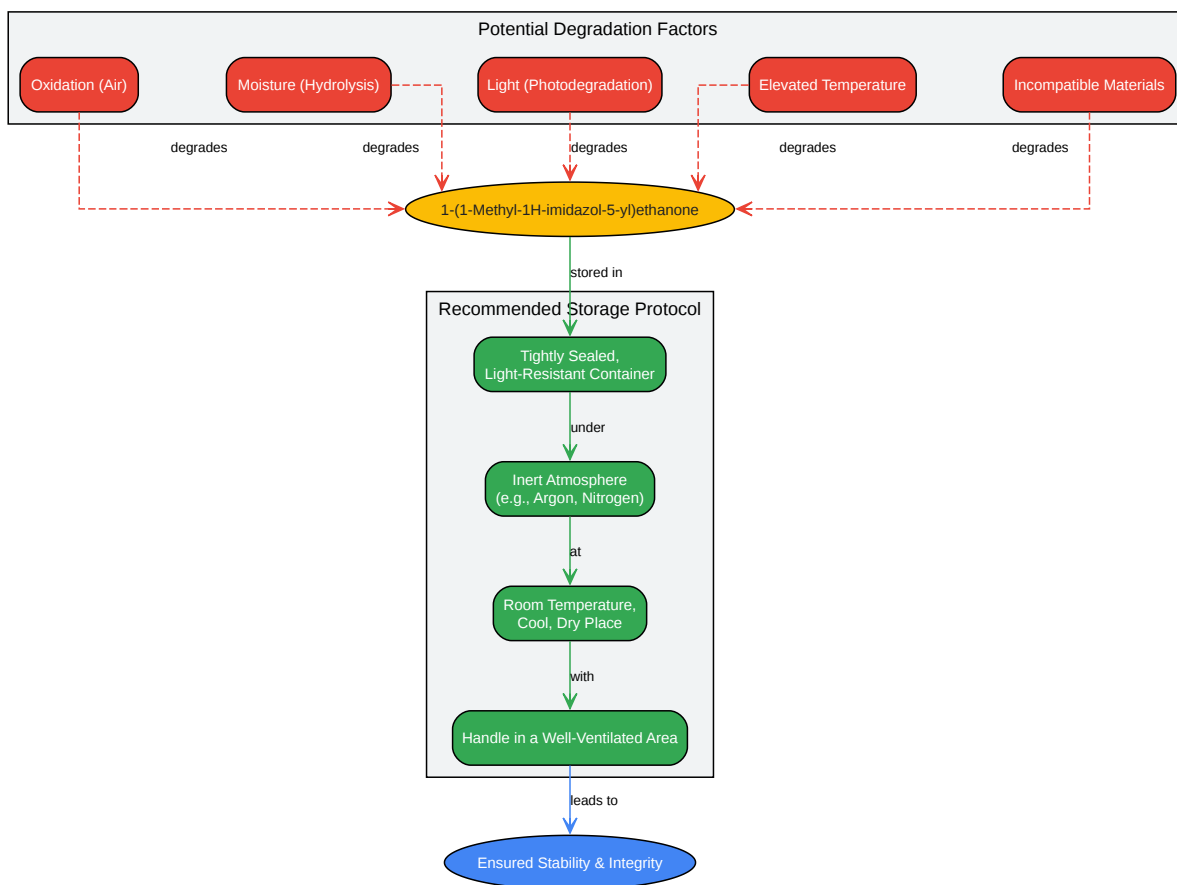 Potential Degradation Factors
Oxidation (Air)
Moisture (Hydrolysis)
Light (Photodegradation)
Elevated Temperature
Incompatible Materials
degrades
degrades
degrades
degrades
degrades
1-(1-Methyl-1H-imidazol-5-yl)ethanone
stored in
Recommended Storage Protocol
Tightly Sealed,
Light-Resistant Container
under
Inert Atmosphere
(e.g., Argon, Nitrogen)
at
Room Temperature,
Cool, Dry Place
with
Handle in a Well-Ventilated Area
leads to
Ensured Stability & Integrity